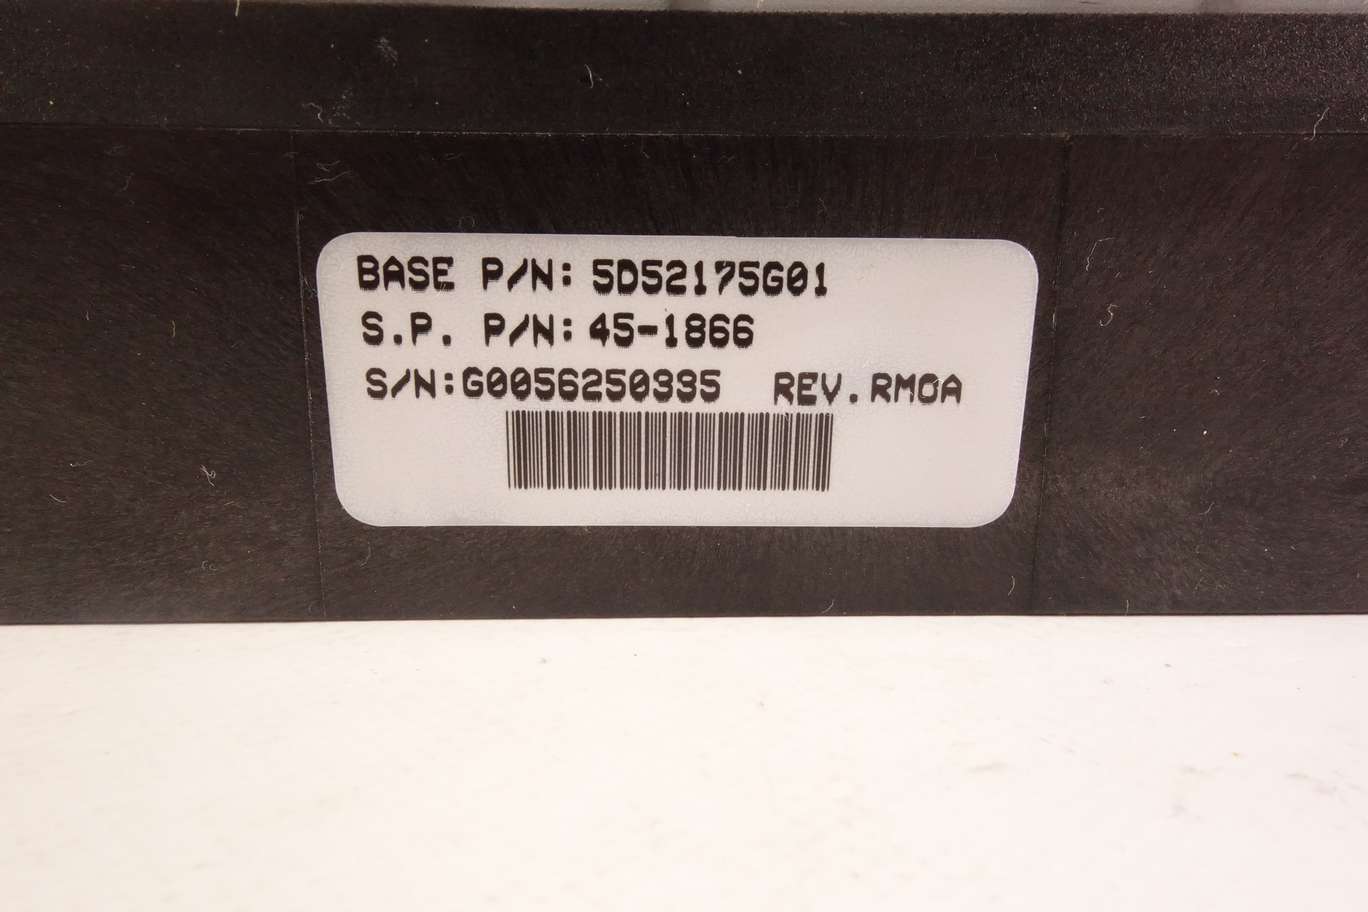 BASE P/N: 5D52175G01
S.P. P/N: 45-1866
S/N:G0056250335 REV.RM0A